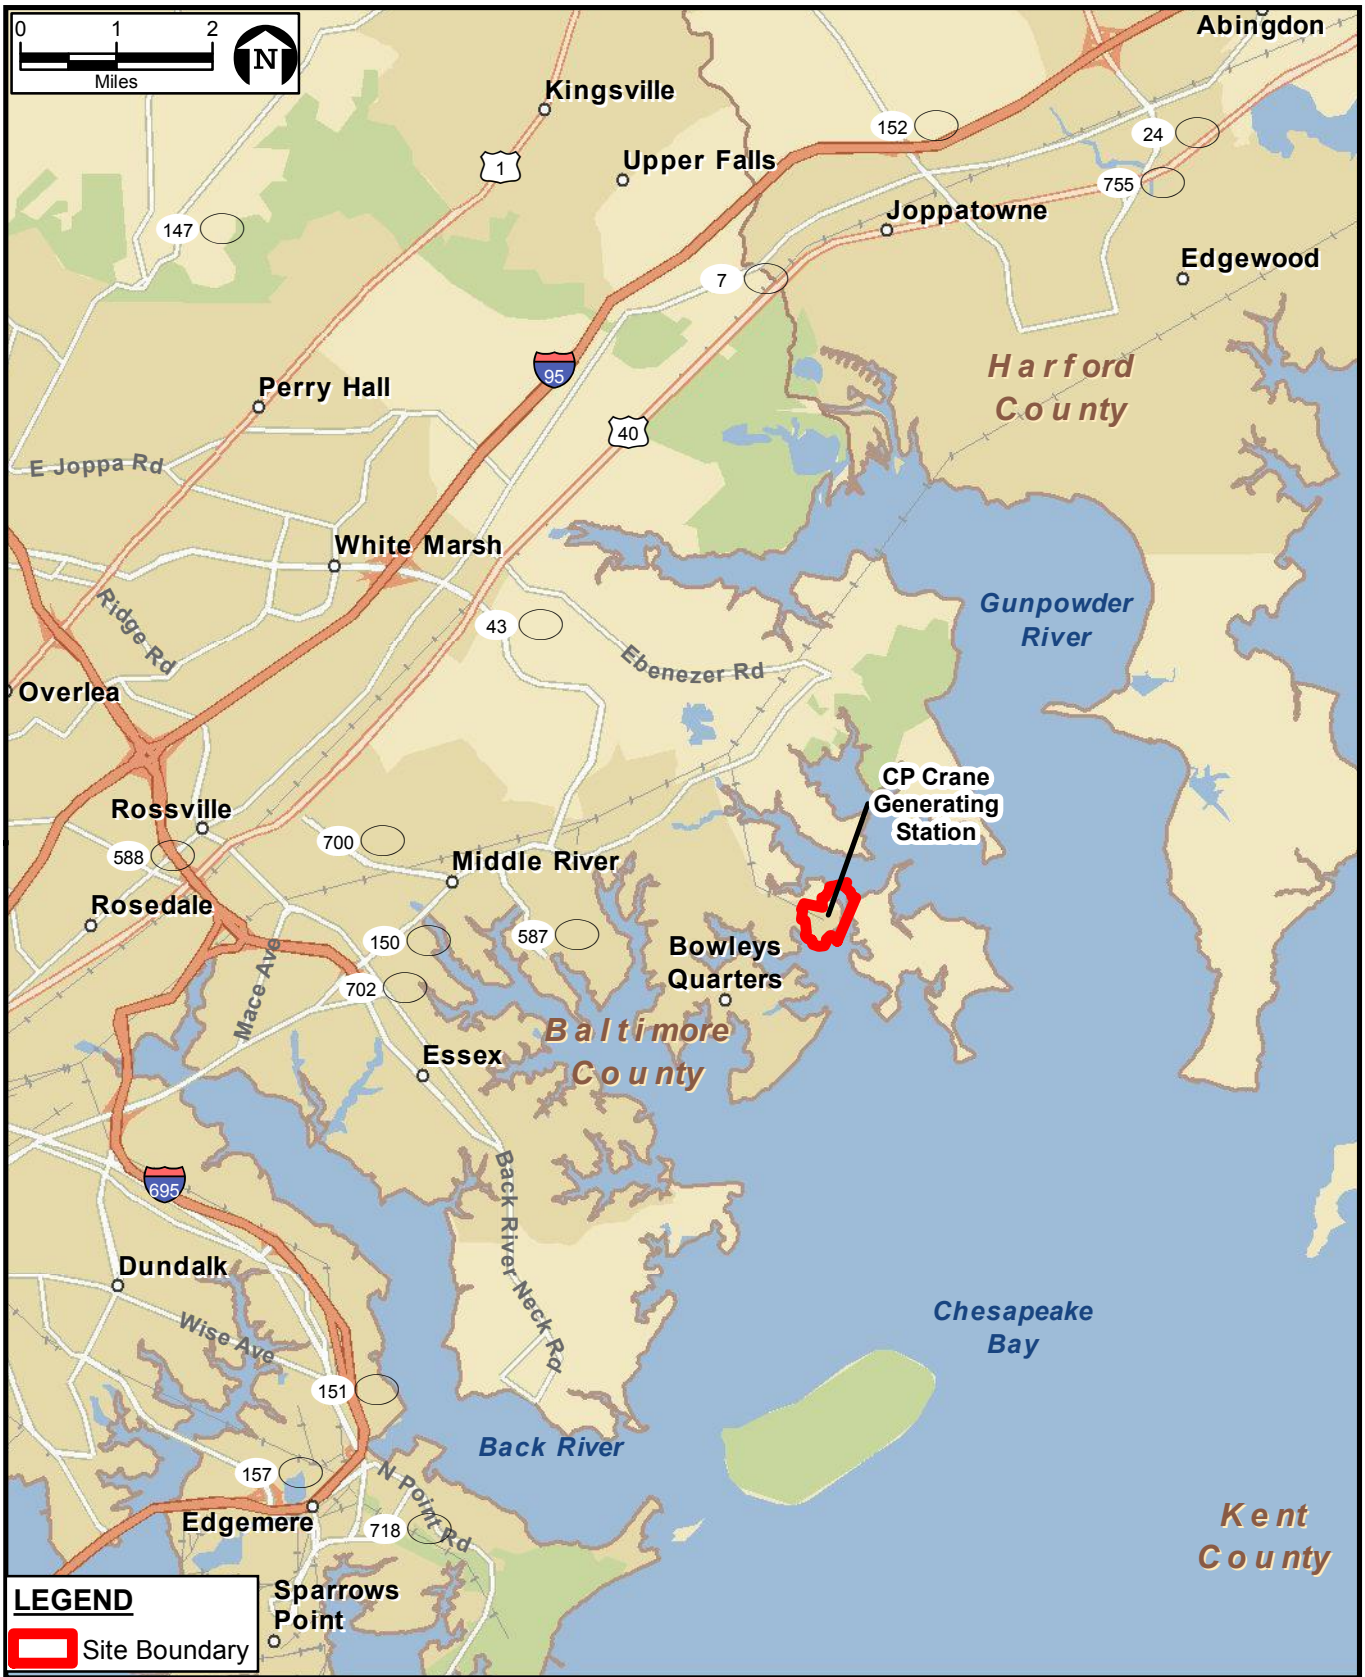 0 1 2
Miles
N
Abingdon
Kingsville
152
24
Upper Falls
1
755
Joppatowne
147
Edgewood
7
Harford
County
95
Perry Hall
40
E Joppa Rd
White Marsh
Gunpowder
River
Ridge Rd
43
Ebenezer Rd
Overlea
CP Crane
Generating
Station
Rossville
700
588
Middle River
Rosedale
587
150
Bowleys
Quarters
Mace Ave
702
Baltimore
County
Essex
Back River Neck Rd
695
Dundalk
Wise Ave
Chesapeake
Bay
151
Back River
157
N Point Rd
Edgemere
718
Kent
County
Sparrows
Point
LEGEND
Site Boundary